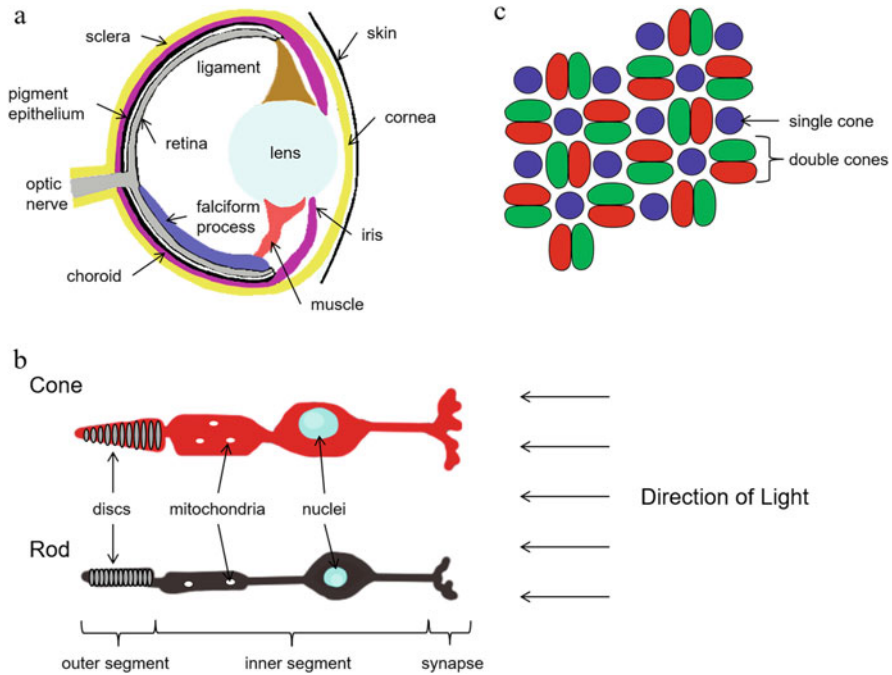 a
sclera
skin
ligament
pigment
epithelium
cornea
retina
lens
optic
nerve
falciform
process
iris
choroid
muscle
c
single cone
double cones
b
Cone
discs
mitochondria
nuclei
Direction of Light
Rod
outer segment
inner segment
synapse